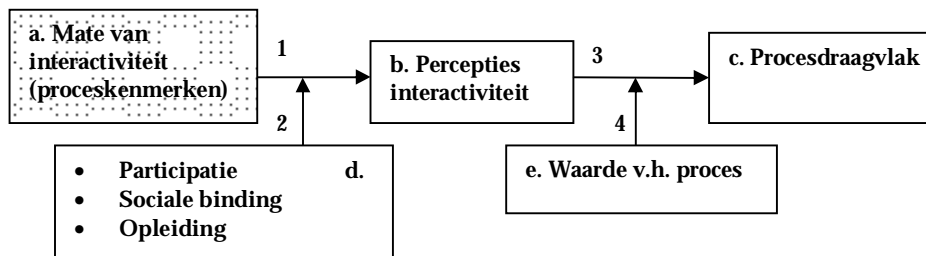 a. Mate van
interactiviteit
(proceskenmerken)
1
2
b. Percepties
interactiviteit
3
4
c. Procesdraagvlak
• Participatie d.
• Sociale binding
• Opleiding
e. Waarde v.h. proces